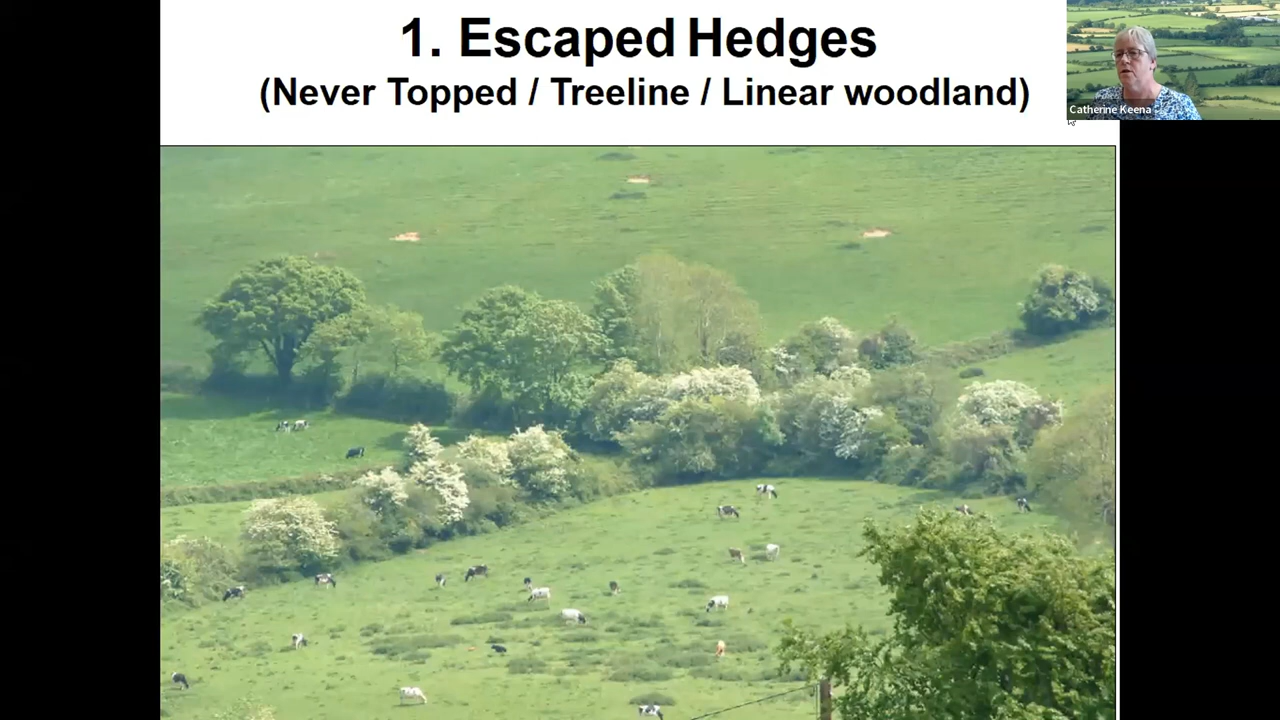 1. Escaped Hedges
(Never Topped / Treeline / Linear woodland)
Catherine Keena